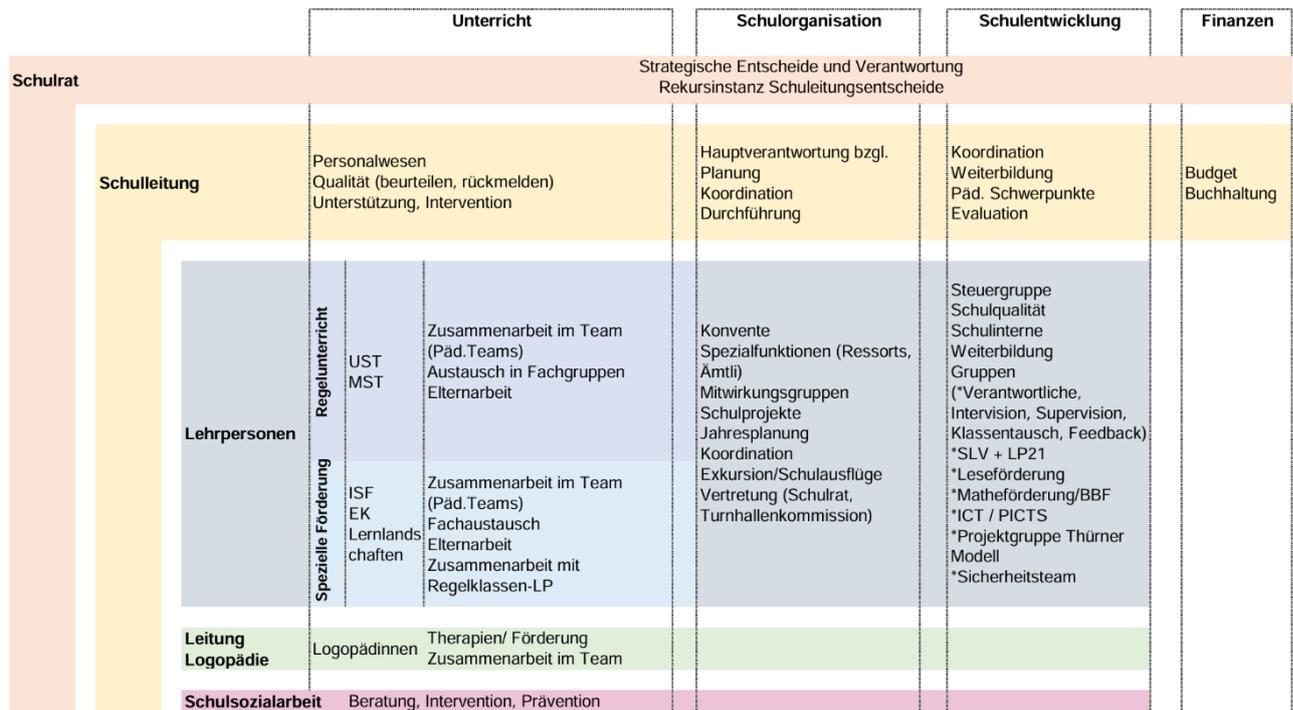 Unterricht
Schulorganisation
Schulentwicklung
Finanzen
Schulrat
Strategische Entscheide und Verantwortung
Rekursinstanz Schuleitungsentscheide
Schulleitung
Personalwesen
Qualität (beurteilen, rückmelden)
Unterstützung, Intervention
Hauptverantwortung bzgl.
Planung
Koordination
Durchführung
Koordination
Weiterbildung
Päd. Schwerpunkte
Evaluation
Budget
Buchhaltung
Lehrpersonen
Regelunterricht
UST
MST
Zusammenarbeit im Team
(Päd.Teams)
Austausch in Fachgruppen
Elternarbeit
Spezielle Förderung
ISF
EK
Lernlands
chaften
Zusammenarbeit im Team
(Päd.Teams)
Fachaustausch
Elternarbeit
Zusammenarbeit mit
Regelklassen-LP
Konvente
Spezialfunktionen (Ressorts,
Ämtli)
Mitwirkungsgruppen
Schulprojekte
Jahresplanung
Koordination
Exkursion/Schulausflüge
Vertretung (Schulrat,
Turnhallenkommission)
Steuergruppe
Schulqualität
Schulinterne
Weiterbildung
Gruppen
(*Verantwortliche,
Intervision, Supervision,
Klassentausch, Feedback)
*SLV + LP21
*Leseförderung
*Matheförderung/BBF
*ICT / PICTS
*Projektgruppe Thürner
Modell
*Sicherheitsteam
Leitung
Logopädie
Logopädinnen
Therapien/ Förderung
Zusammenarbeit im Team
Schulsozialarbeit
Beratung, Intervention, Prävention